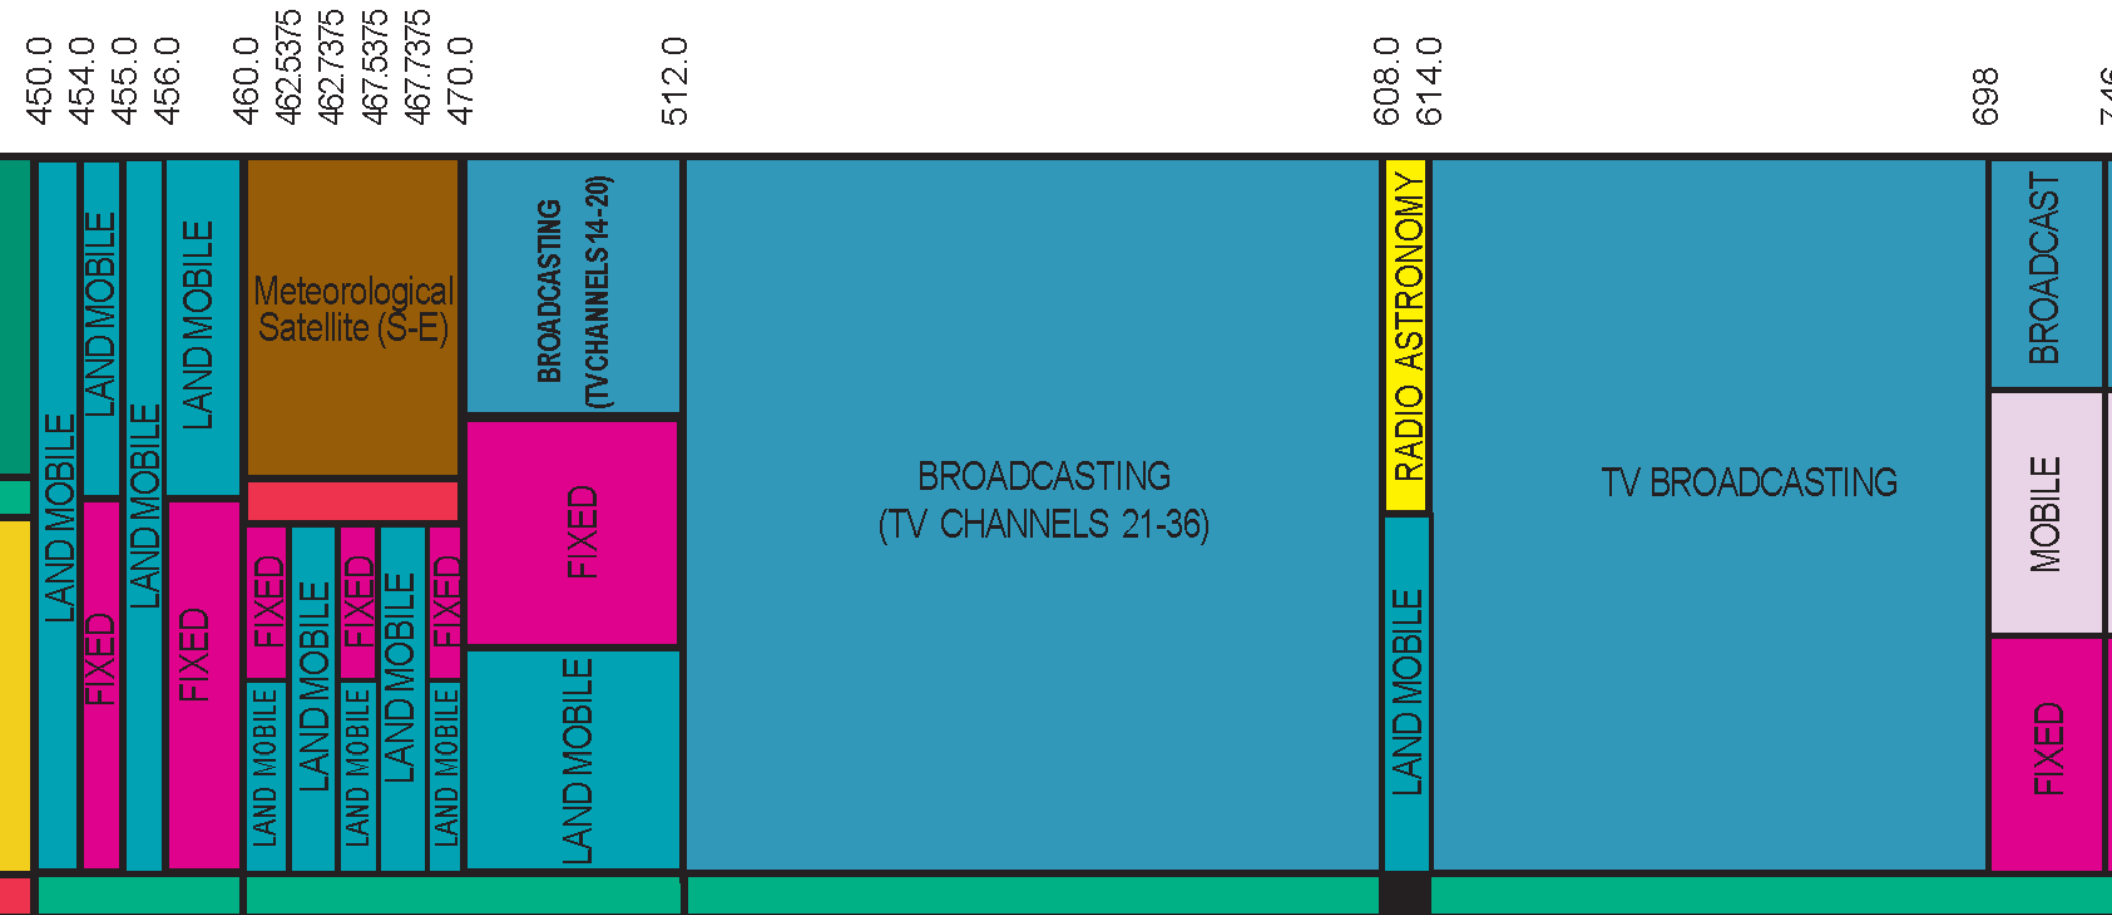 450.0
454.0
455.0
456.0
460.0
462.5375
462.7375
467.5375
467.7375
470.0
512.0
608.0
614.0
698
LAND MOBILE
LAND MOBILE
FIXED
LAND MOBILE
LAND MOBILE
FIXED
Meteorological
Satellite (S-E)
FIXED
LAND MOBILE
LAND MOBILE
FIXED
LAND MOBILE
LAND MOBILE
FIXED
LAND MOBILE
BROADCASTING
(TV CHANNELS 14-20)
FIXED
LAND MOBILE
BROADCASTING
(TV CHANNELS 21-36)
RADIO ASTRONOMY
LAND MOBILE
TV BROADCASTING
BROADCAST
MOBILE
FIXED